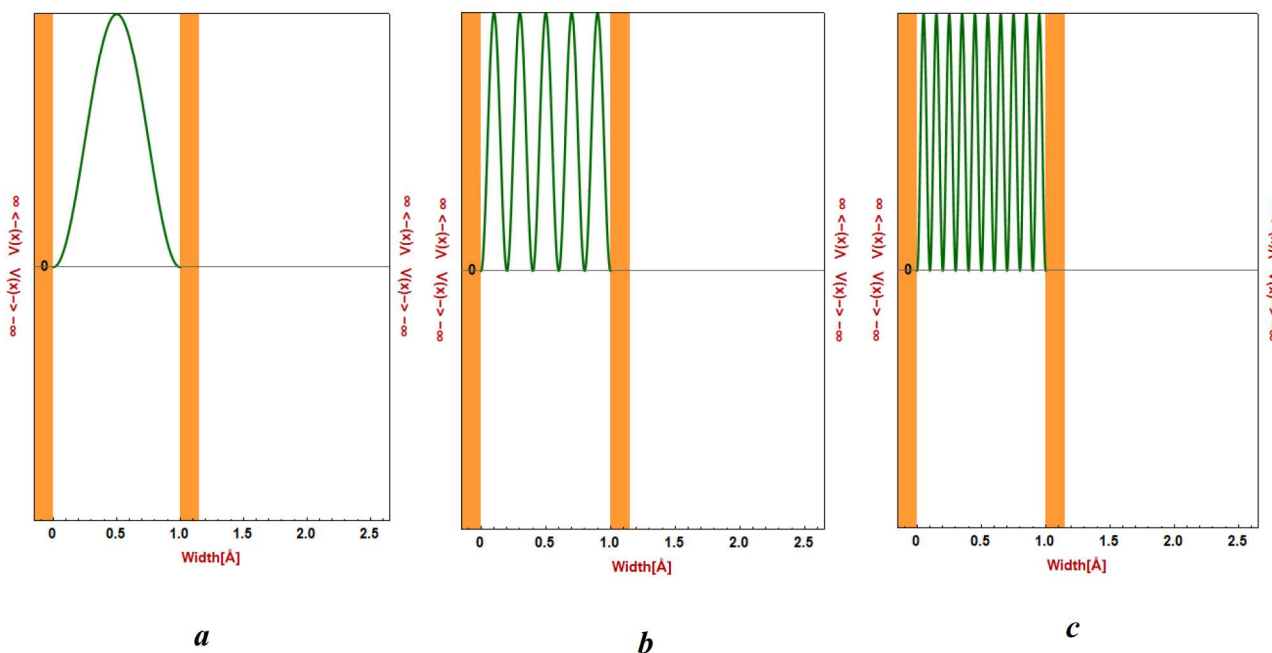 ∞− <−(x)Λ V(x)−> ∞
0
0 0.5 1.0 1.5 2.0 2.5
Width[Å]
∞− <−(x)Λ V(x)−> ∞
a
∞− <−(x)Λ V(x)−> ∞
0
0 0.5 1.0 1.5 2.0 2.5
Width[Å]
∞− <−(x)Λ V(x)−> ∞
b
∞− <−(x)Λ V(x)−> ∞
0
0 0.5 1.0 1.5 2.0 2.5
Width[Å]
∞− <−(x)Λ V(x)−> ∞
c